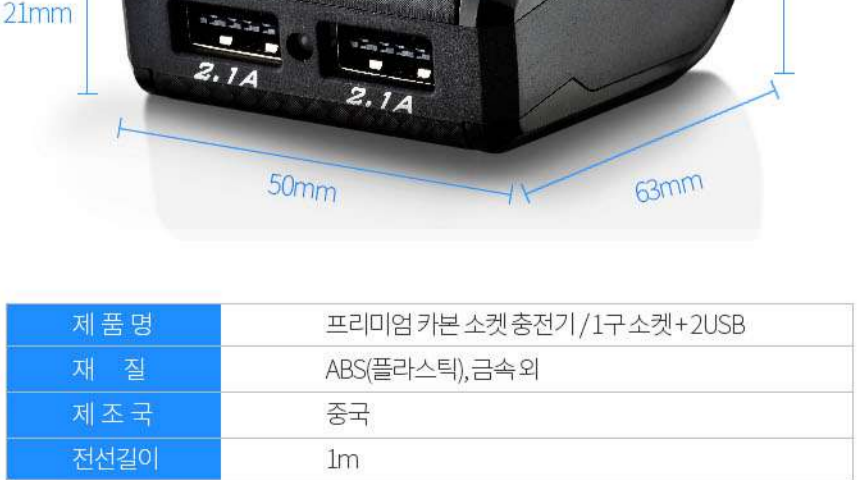 21mm
2.1A
2.1A
50mm
63mm
제 품 명 프리미엄 카본 소켓 충전기 / 1구 소켓 + 2USB
재 질 ABS(플라스틱), 금속 외
제 조 국 중국
전선길이 1m